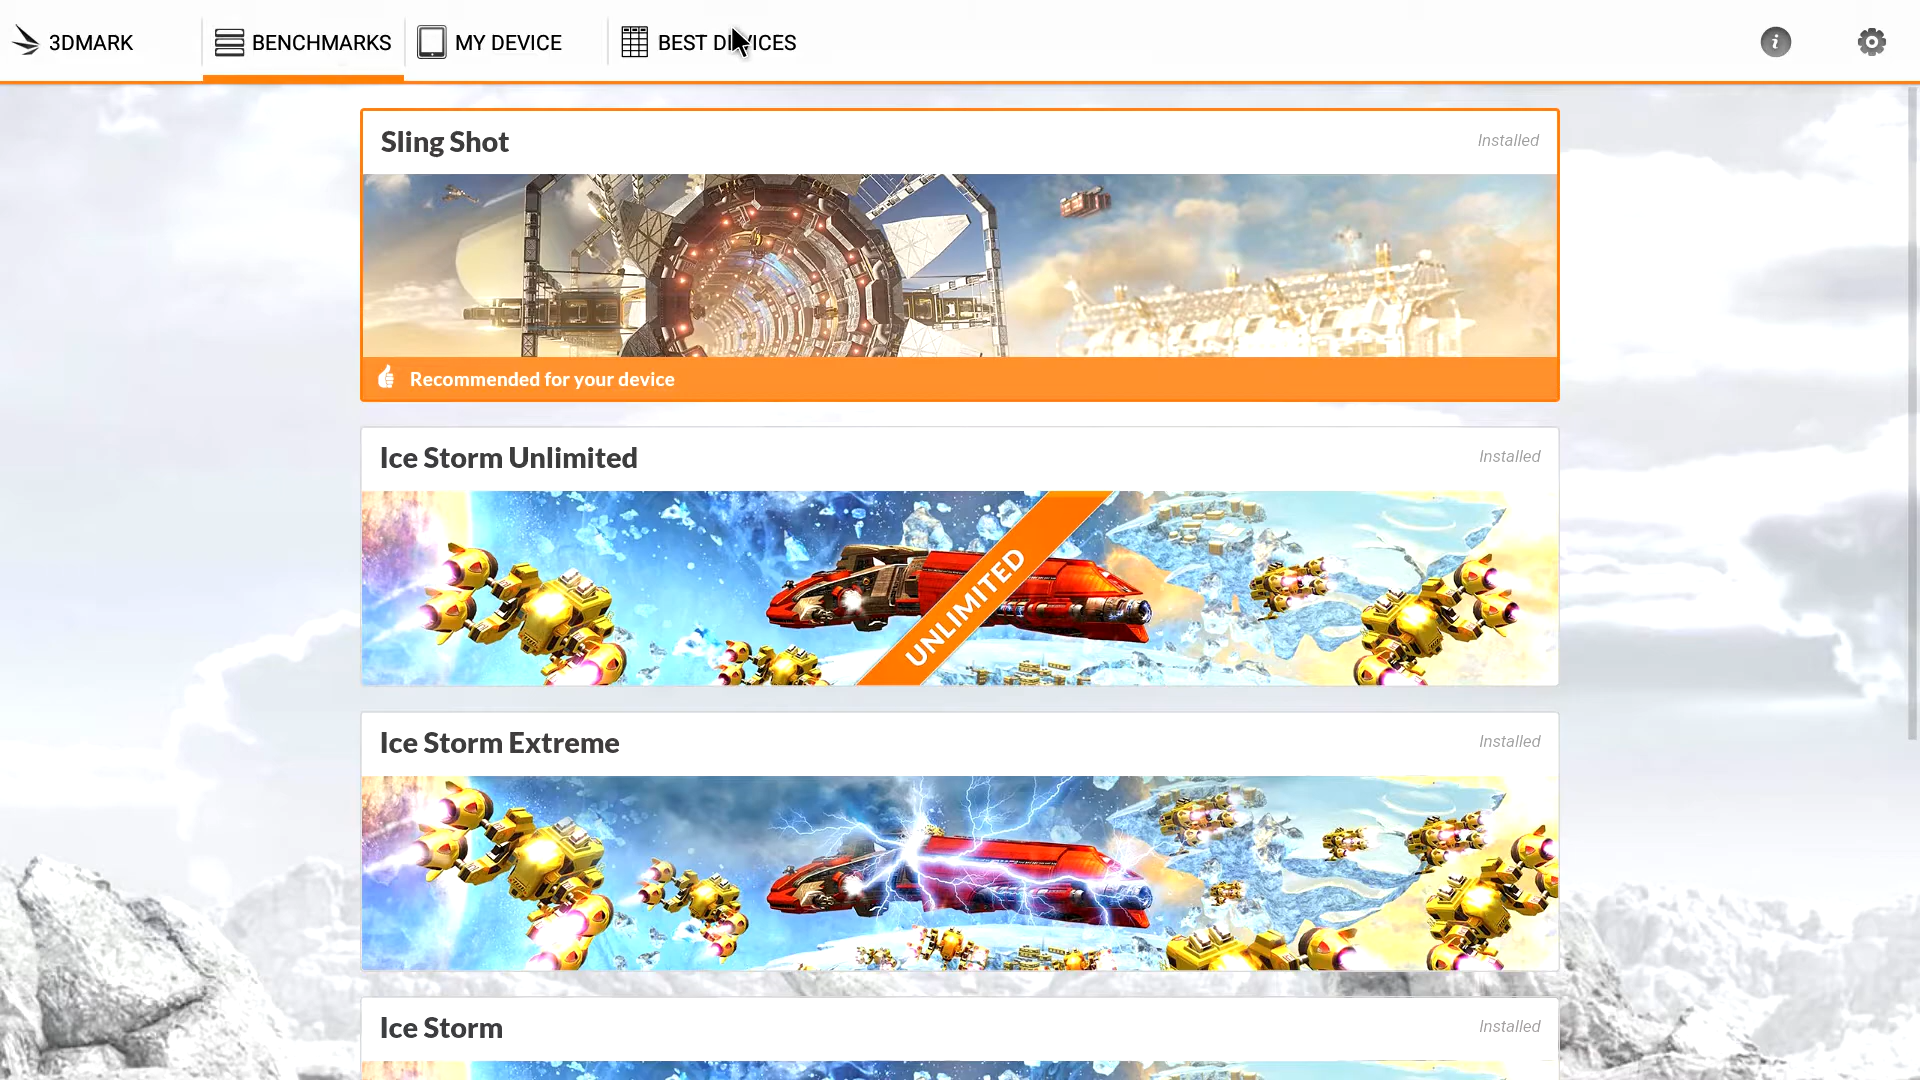 3DMARK
BENCHMARKS
MY DEVICE
BEST DEVICES
Sling Shot
Installed
Recommended for your device
Ice Storm Unlimited
Installed
UNLIMITED
Ice Storm Extreme
Installed
Ice Storm
Installed